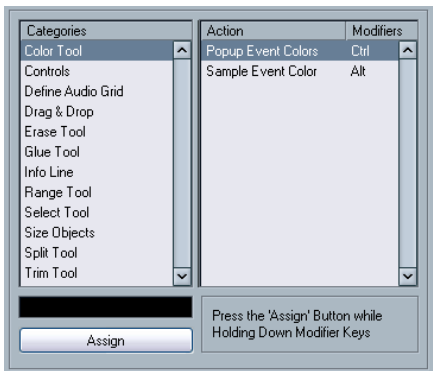 Categories
Color Tool
Controls
Define Audio Grid
Drag & Drop
Erase Tool
Glue Tool
Info Line
Range Tool
Select Tool
Size Objects
Split Tool
Trim Tool
Assign
Action Modifiers
Popup Event Colors Ctrl
Sample Event Color Alt
Press the 'Assign' Button while
Holding Down Modifier Keys